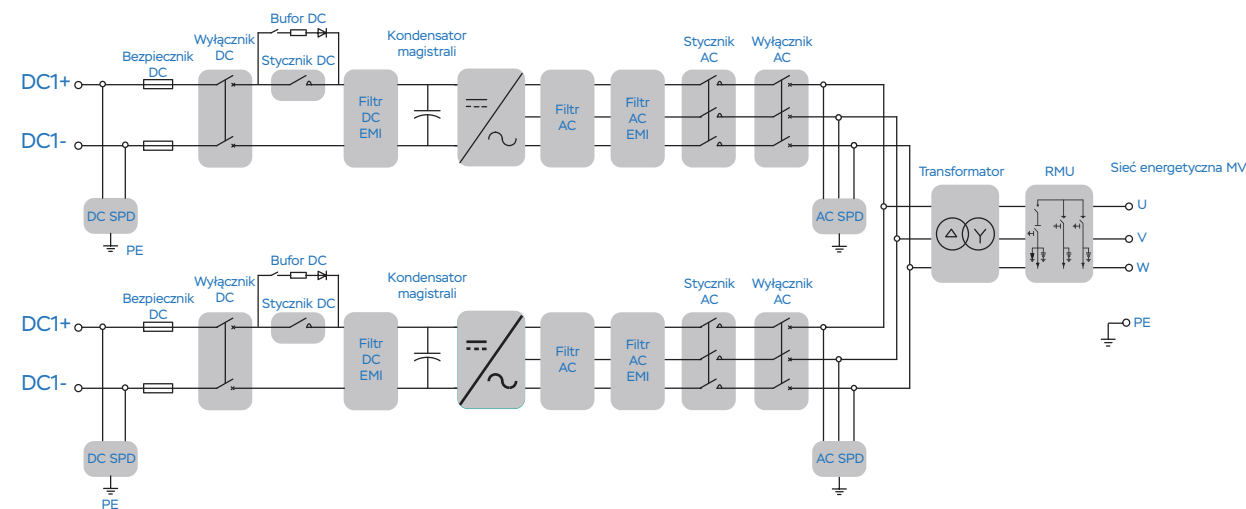 Bufor DC
Wyłącznik
DC
Kondensator
magistrali
Stycznik
AC
Wyłącznik
AC
Bezpiecznik
DC
Stycznik DC
DC1+
Filtr
DC
EMI
Filtr
AC
Filtr
AC
EMI
DC1-
Transformator
RMU
Sieć energetyczna MV
DC SPD
AC SPD
U
PE
V
W
Bufor DC
Wyłącznik
DC
Kondensator
magistrali
Stycznik
AC
Wyłącznik
AC
Bezpiecznik
DC
Stycznik DC
DC1+
PE
Filtr
DC
EMI
Filtr
AC
Filtr
AC
EMI
DC1-
DC SPD
AC SPD
PE